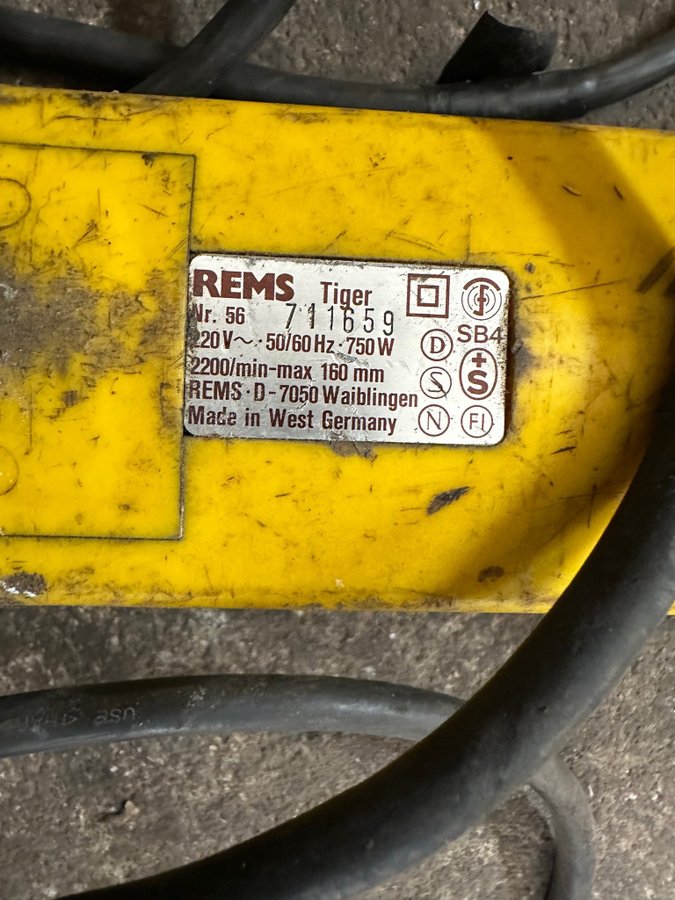 REMS Tiger
Nr. 56 711659
220V~ · 50/60 Hz · 750 W
2200/min-max 160 mm
REMS · D-7050 Waiblingen
Made in West Germany
D
S
N
SB4
+S
FI